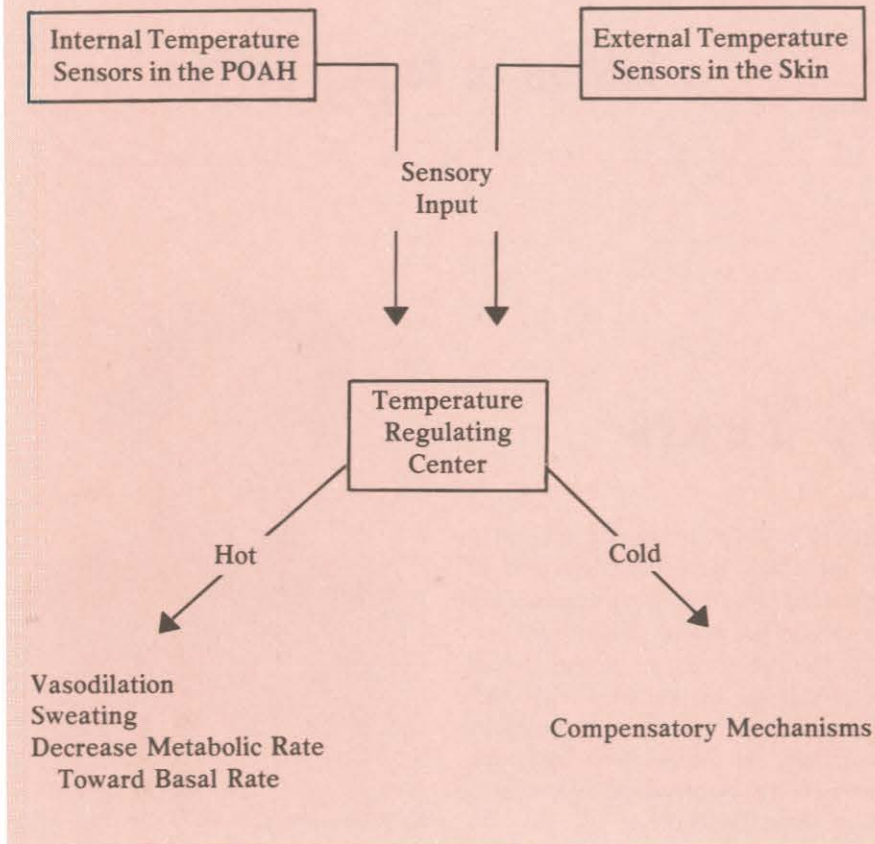 Internal Temperature
Sensors in the POAH
External Temperature
Sensors in the Skin
Sensory
Input
Temperature
Regulating
Center
Hot
Cold
Vasodilation
Sweating
Decrease Metabolic Rate
Toward Basal Rate
Compensatory Mechanisms